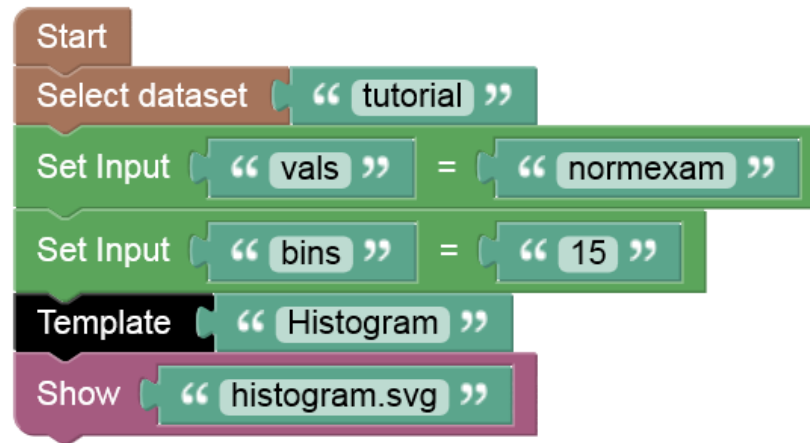 Start
Select dataset “ tutorial ”
Set Input “ vals ” = “ normexam ”
Set Input “ bins ” = “ 15 ”
Template “ Histogram ”
Show “ histogram.svg ”